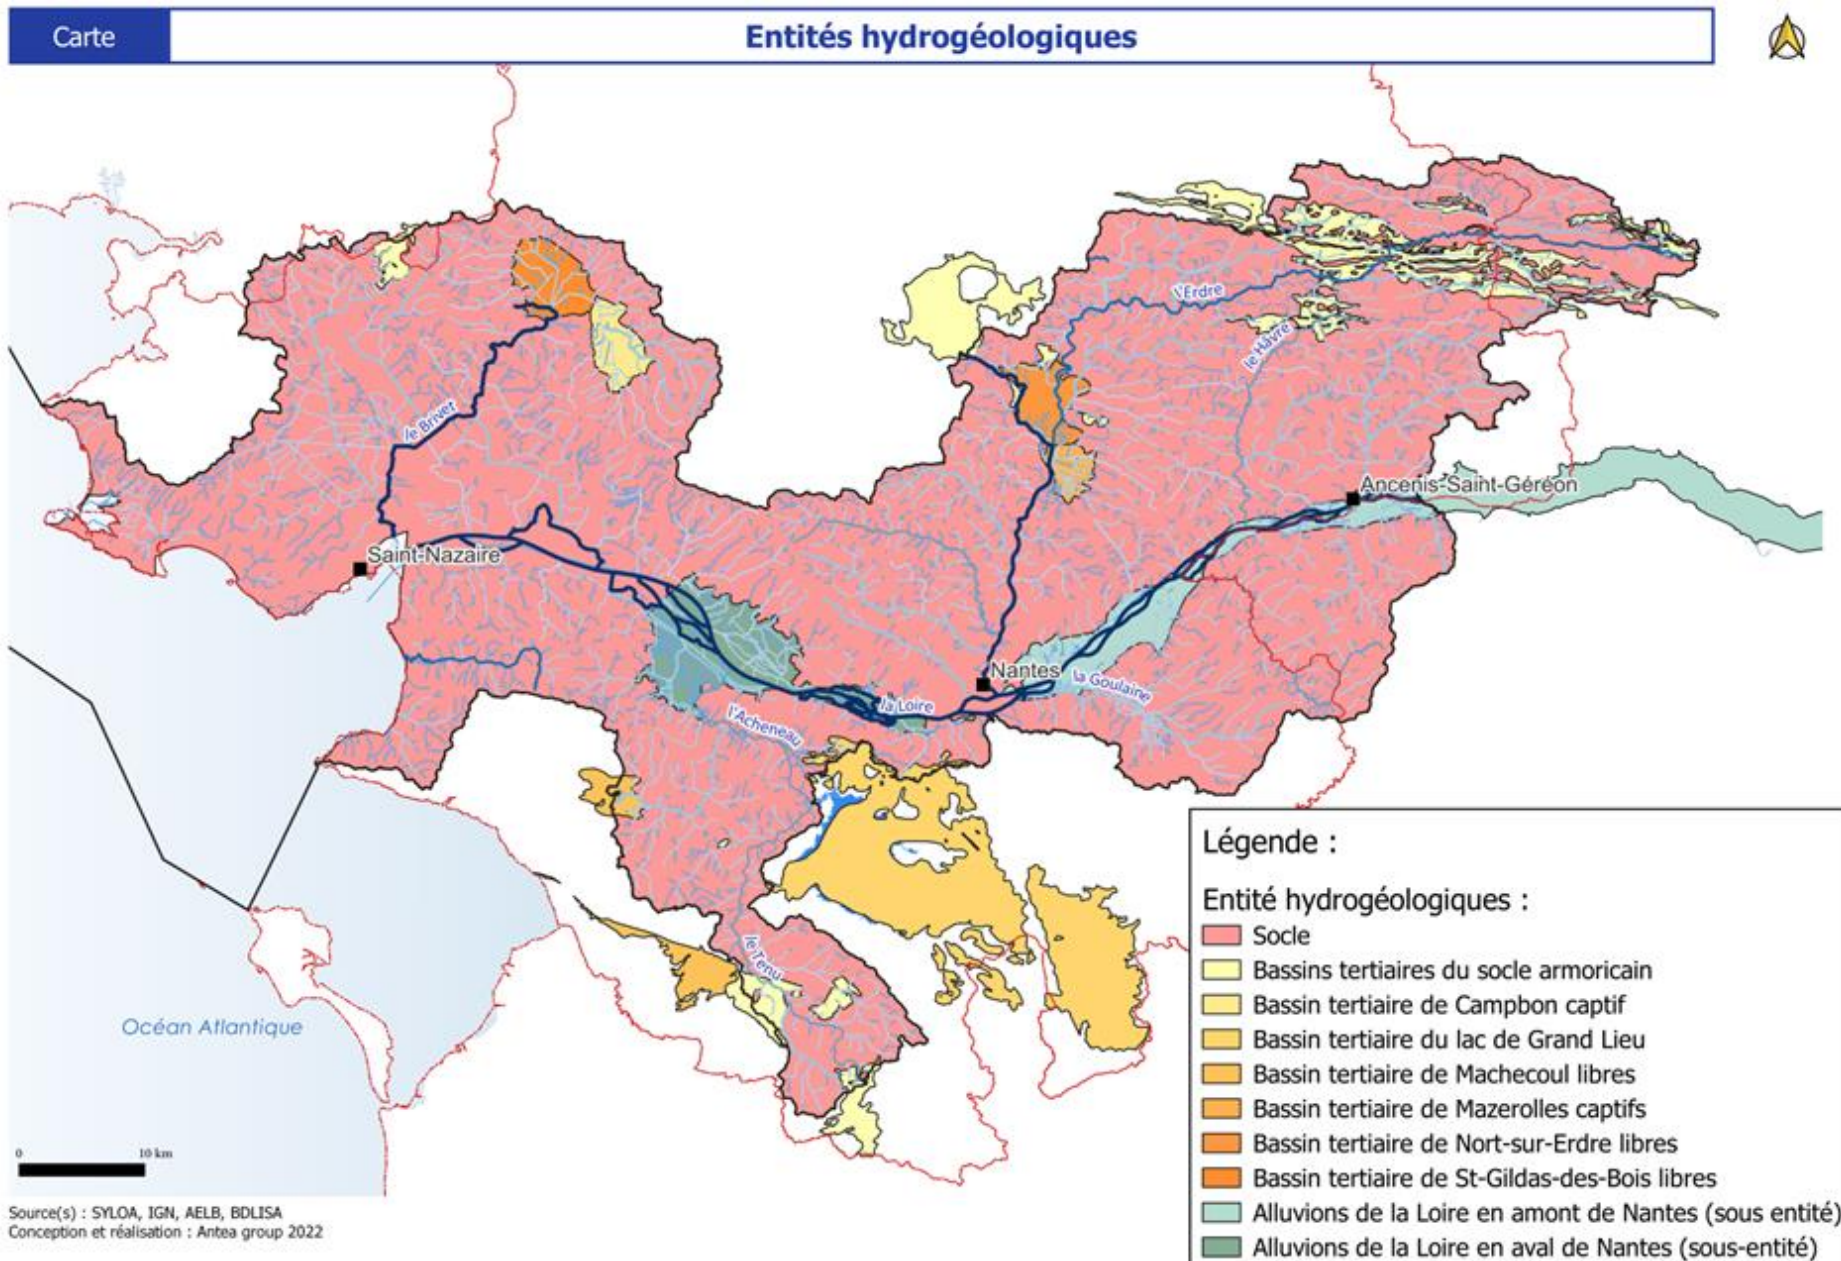 Carte
Entités hydrogéologiques
l'Erdre
le Hâvre
le Brivet
Ancenis-Saint-Géréon
Saint-Nazaire
Nantes
la Goulaine
la Loire
l'Acheneau
le Tenu
Océan Atlantique
Légende :
Entité hydrogéologiques :
Socle
Bassins tertiaires du socle armoricain
Bassin tertiaire de Campbon captif
Bassin tertiaire du lac de Grand Lieu
Bassin tertiaire de Machecoul libres
Bassin tertiaire de Mazerolles captifs
Bassin tertiaire de Nort-sur-Erdre libres
Bassin tertiaire de St-Gildas-des-Bois libres
Alluvions de la Loire en amont de Nantes (sous entité)
Alluvions de la Loire en aval de Nantes (sous-entité)
0 10 km
Source(s) : SYLOA, IGN, AELB, BDLISA
Conception et réalisation : Antea group 2022